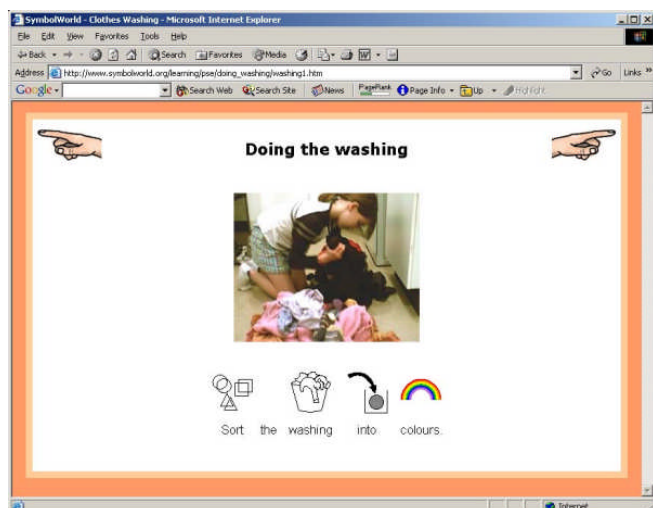 SymbolWorld - Clothes Washing - Microsoft Internet Explorer
File Edit View Favorites Tools Help
Back Search Favorites Media
Address http://www.symbolworld.org/learning/pse/doing_washing/washing1.htm Go Links
Google Search Web Search Site News PageRank Page Info Up Highlight
Doing the washing
Sort the washing into colours.
Internet